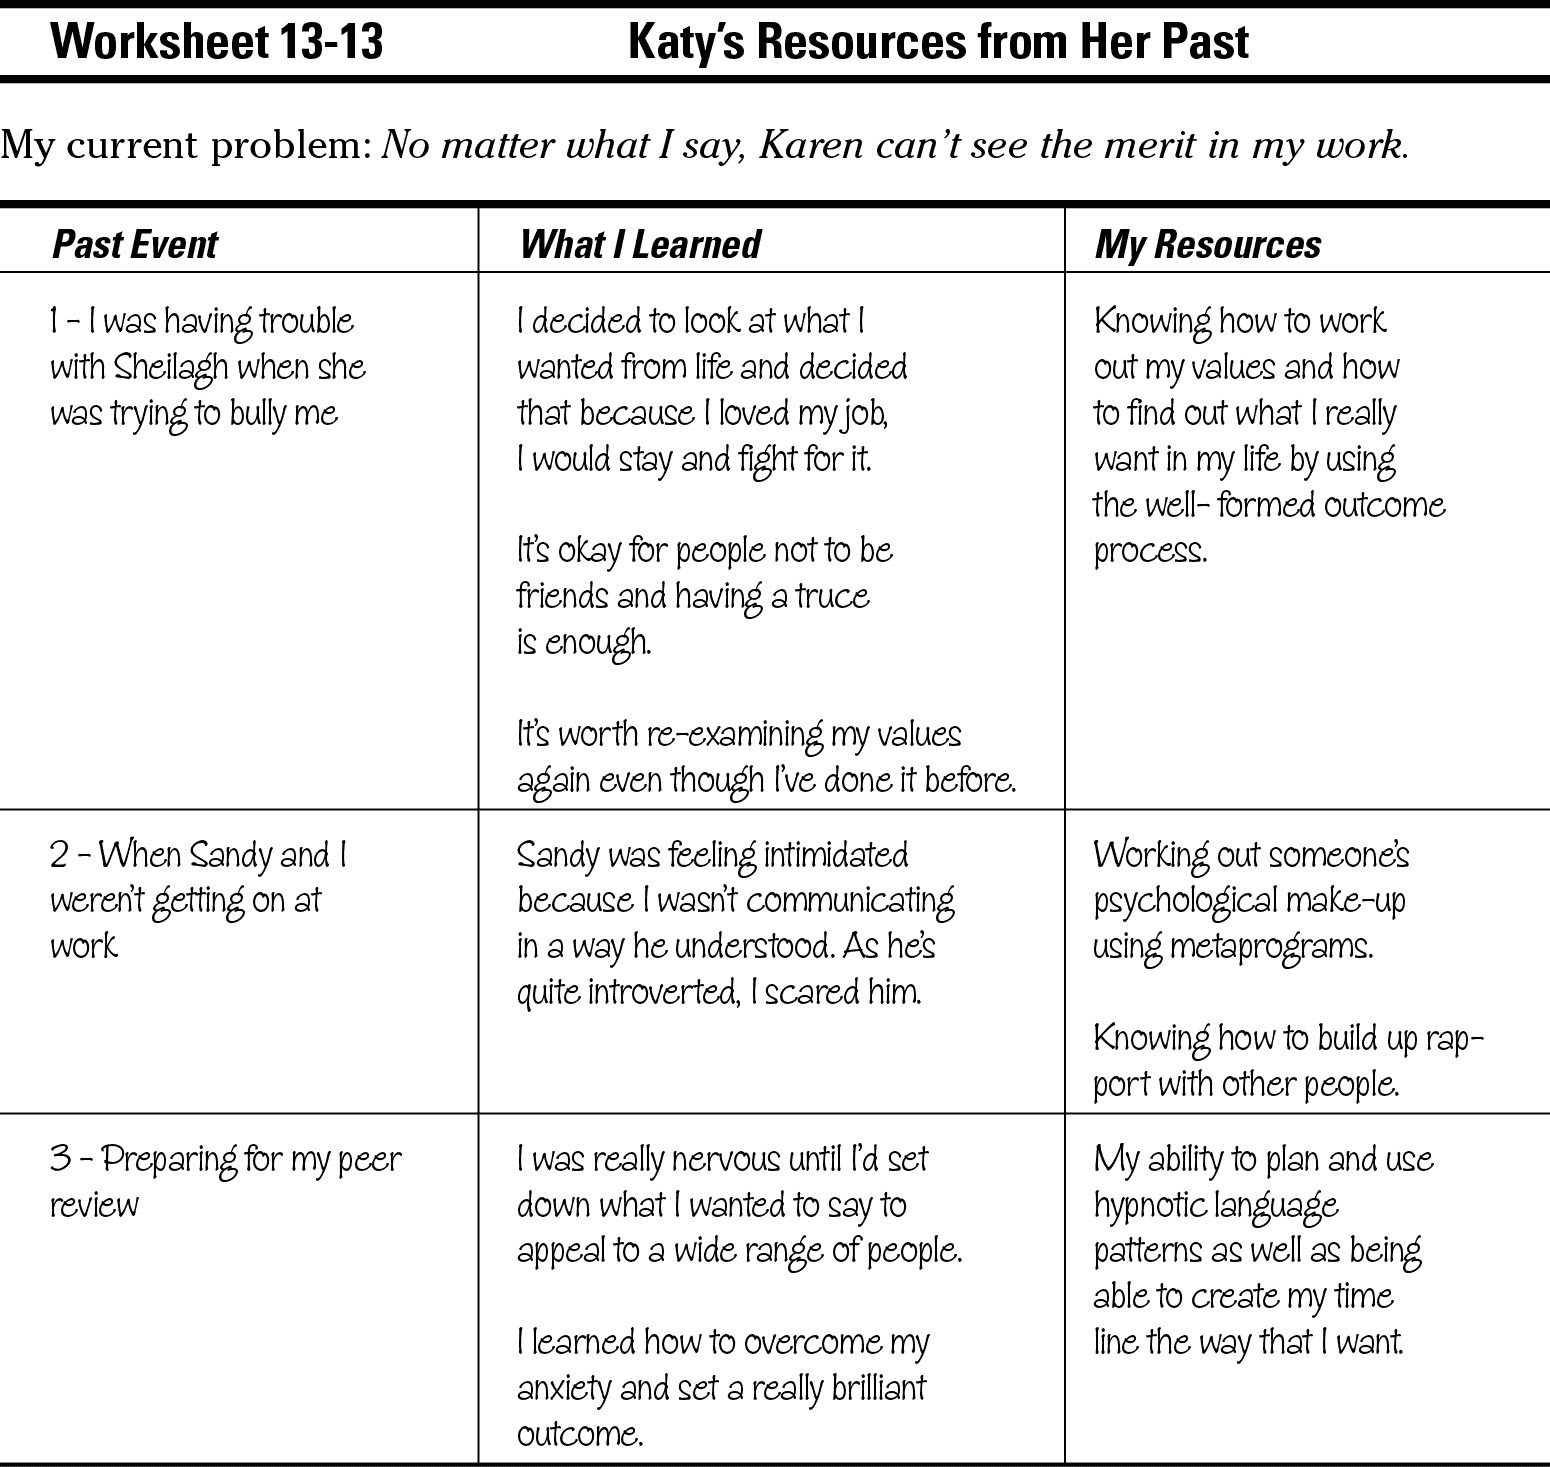 Worksheet 13-13 Katy's Resources from Her Past
My current problem: No matter what I say, Karen can't see the merit in my work.
Past Event What I Learned My Resources
1 - I was having trouble
with Sheilagh when she
was trying to bully me
I decided to look at what I
wanted from life and decided
that because I loved my job,
I would stay and fight for it.
It's okay for people not to be
friends and having a truce
is enough.
It's worth re-examining my values
again even though I've done it before.
Knowing how to work
out my values and how
to find out what I really
want in my life by using
the well- formed outcome
process.
2 - When Sandy and I
weren't getting on at
work
Sandy was feeling intimidated
because I wasn't communicating
in a way he understood. As he's
quite introverted, I scared him.
Working out someone's
psychological make-up
using metaprograms.
Knowing how to build up rap-
port with other people.
3 - Preparing for my peer
review
I was really nervous until I'd set
down what I wanted to say to
appeal to a wide range of people.
I learned how to overcome my
anxiety and set a really brilliant
outcome.
My ability to plan and use
hypnotic language
patterns as well as being
able to create my time
line the way that I want.